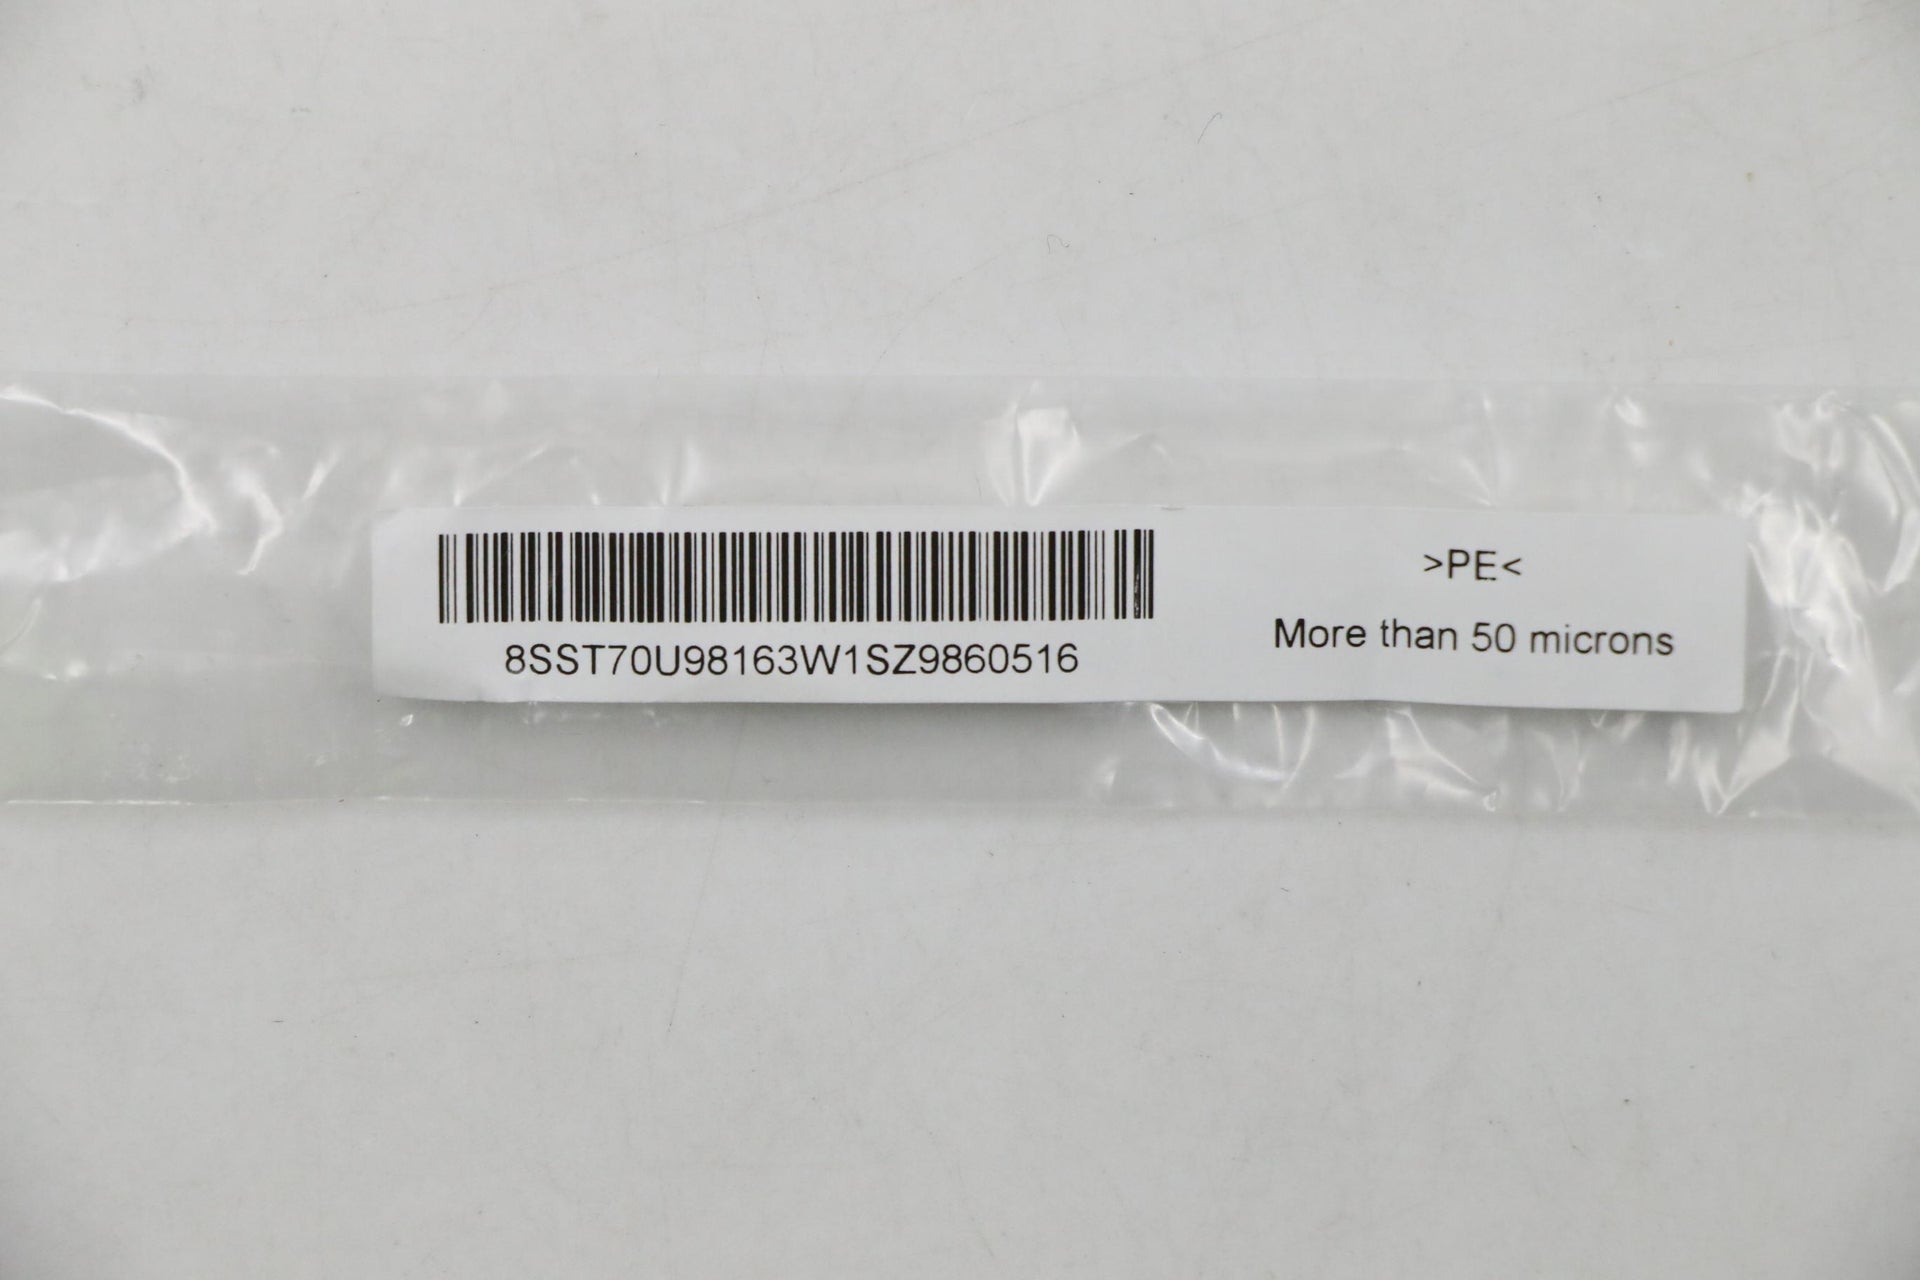 8SST70U98163W1SZ9860516
>PE<
More than 50 microns